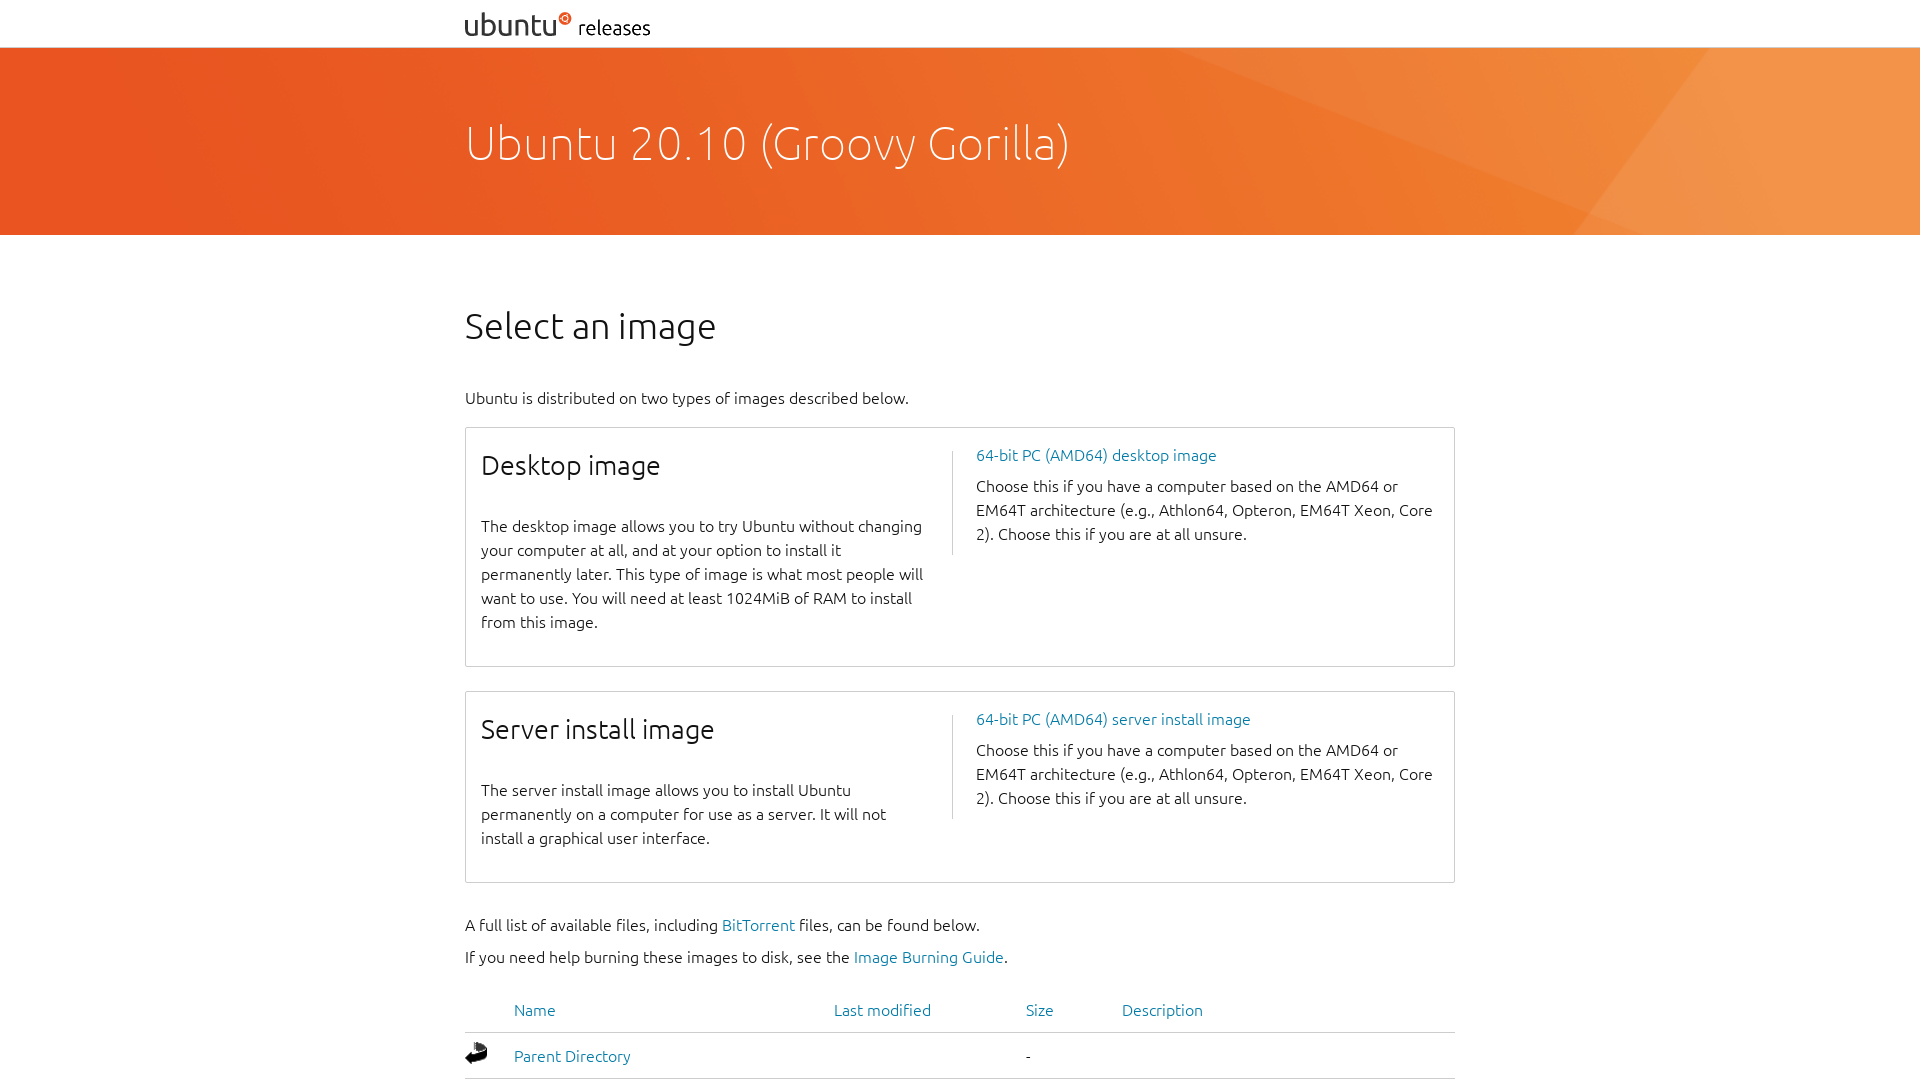 ubuntu releases
Ubuntu 20.10 (Groovy Gorilla)
Select an image
Ubuntu is distributed on two types of images described below.
Desktop image
The desktop image allows you to try Ubuntu without changing
your computer at all, and at your option to install it
permanently later. This type of image is what most people will
want to use. You will need at least 1024MiB of RAM to install
from this image.
64-bit PC (AMD64) desktop image
Choose this if you have a computer based on the AMD64 or
EM64T architecture (e.g., Athlon64, Opteron, EM64T Xeon, Core
2). Choose this if you are at all unsure.
Server install image
The server install image allows you to install Ubuntu
permanently on a computer for use as a server. It will not
install a graphical user interface.
64-bit PC (AMD64) server install image
Choose this if you have a computer based on the AMD64 or
EM64T architecture (e.g., Athlon64, Opteron, EM64T Xeon, Core
2). Choose this if you are at all unsure.
A full list of available files, including BitTorrent files, can be found below.
If you need help burning these images to disk, see the Image Burning Guide.
Name Last modified Size Description
Parent Directory -